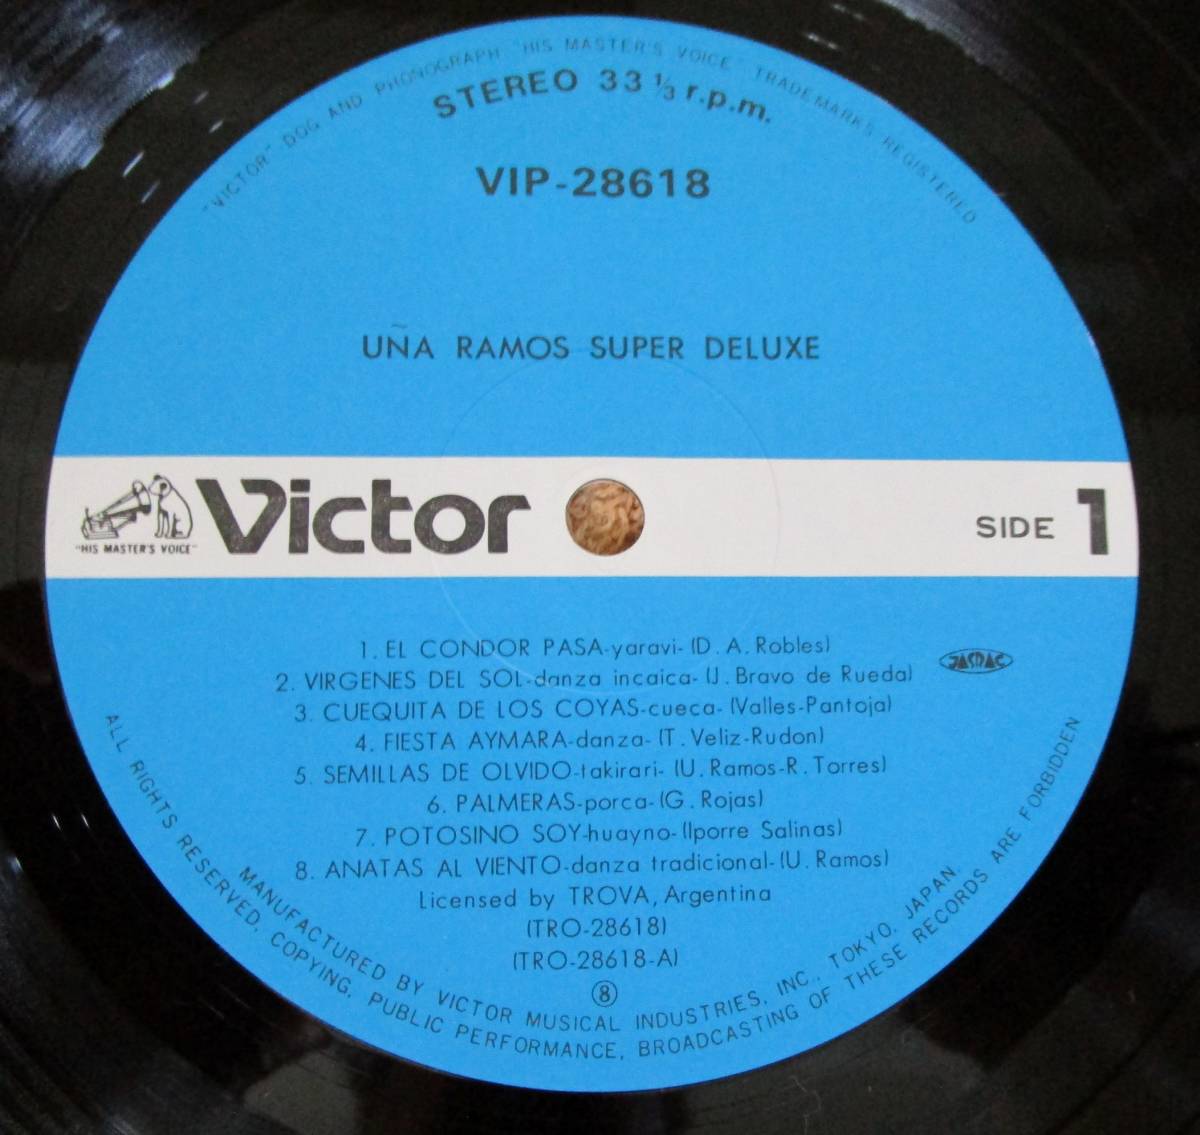 "VICTOR" DOG AND PHONOGRAPH "HIS MASTER'S VOICE" TRADEMARKS REGISTERED
STEREO 33 1/3 r.p.m.
VIP-28618
UÑA RAMOS SUPER DELUXE
"HIS MASTER'S VOICE"
Victor
SIDE 1
1. EL CONDOR PASA-yaravi- (D. A. Robles)
JASRAC
2. VIRGENES DEL SOL-danza incaica- (J. Bravo de Rueda)
3. CUEQUITA DE LOS COYAS-cueca- (Valles-Pantoja)
4. FIESTA AYMARA-danza- (T. Veliz-Rudon)
5. SEMILLAS DE OLVIDO-takirari- (U. Ramos-R. Torres)
6. PALMERAS-porca- (G. Rojas)
7. POTOSINO SOY-huayno- (Iporre Salinas)
8. ANATAS AL VIENTO-danza tradicional- (U. Ramos)
Licensed by TROVA, Argentina
(TRO-28618)
(TRO-28618-A)
⑧
MANUFACTURED BY VICTOR MUSICAL INDUSTRIES, INC., TOKYO, JAPAN.
ALL RIGHTS RESERVED, COPYING, PUBLIC PERFORMANCE, BROADCASTING OF THESE RECORDS ARE FORBIDDEN